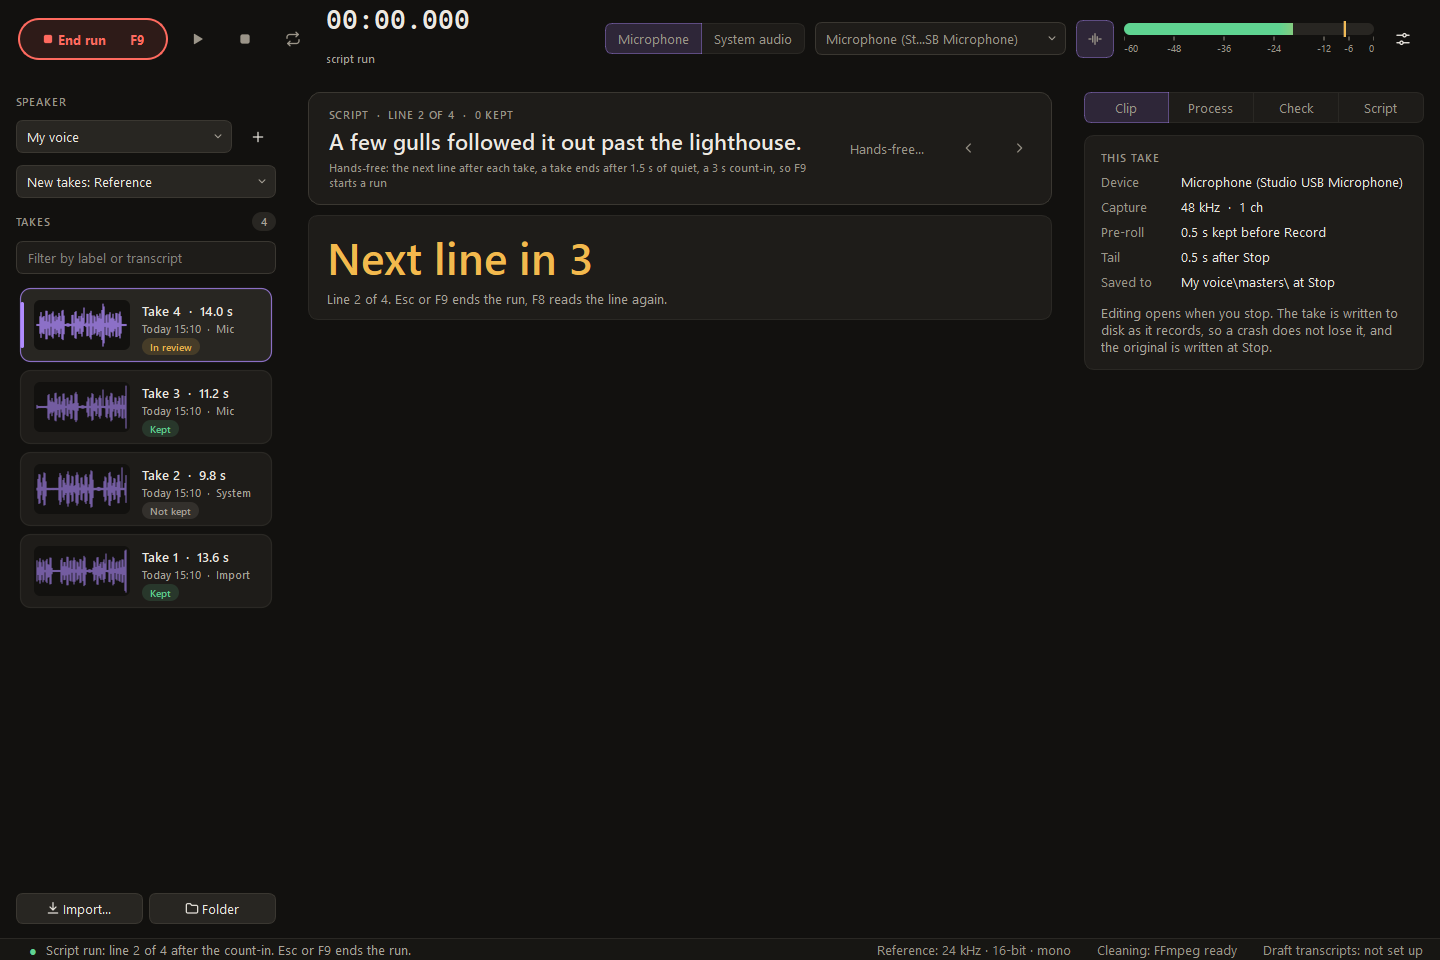 End run F9
00:00.000
script run
Microphone
System audio
Microphone (St...SB Microphone)
-60 -48 -36 -24 -12 -6 0
SPEAKER
My voice
New takes: Reference
TAKES 4
Filter by label or transcript
Take 4 · 14.0 s
Today 15:10 · Mic
In review
Take 3 · 11.2 s
Today 15:10 · Mic
Kept
Take 2 · 9.8 s
Today 15:10 · System
Not kept
Take 1 · 13.6 s
Today 15:10 · Import
Kept
Import...
Folder
SCRIPT · LINE 2 OF 4 · 0 KEPT
A few gulls followed it out past the lighthouse.
Hands-free: the next line after each take, a take ends after 1.5 s of quiet, a 3 s count-in, so F9
starts a run
Hands-free...
Next line in 3
Line 2 of 4. Esc or F9 ends the run, F8 reads the line again.
Clip
Process
Check
Script
THIS TAKE
Device Microphone (Studio USB Microphone)
Capture 48 kHz · 1 ch
Pre-roll 0.5 s kept before Record
Tail 0.5 s after Stop
Saved to My voice\masters\ at Stop
Editing opens when you stop. The take is written to
disk as it records, so a crash does not lose it, and
the original is written at Stop.
Script run: line 2 of 4 after the count-in. Esc or F9 ends the run.
Reference: 24 kHz · 16-bit · mono
Cleaning: FFmpeg ready
Draft transcripts: not set up